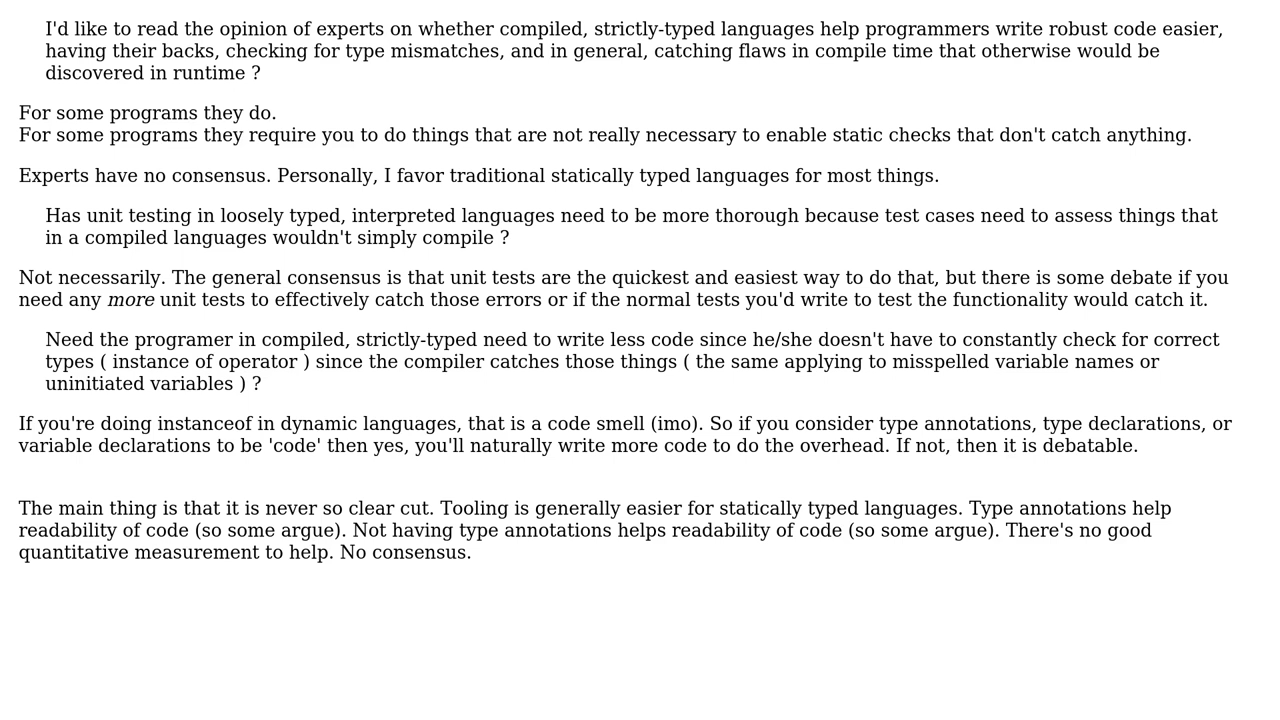 I'd like to read the opinion of experts on whether compiled, strictly-typed languages help programmers write robust code easier,
having their backs, checking for type mismatches, and in general, catching flaws in compile time that otherwise would be
discovered in runtime ?
For some programs they do.
For some programs they require you to do things that are not really necessary to enable static checks that don't catch anything.
Experts have no consensus. Personally, I favor traditional statically typed languages for most things.
Has unit testing in loosely typed, interpreted languages need to be more thorough because test cases need to assess things that
in a compiled languages wouldn't simply compile ?
Not necessarily. The general consensus is that unit tests are the quickest and easiest way to do that, but there is some debate if you
need any more unit tests to effectively catch those errors or if the normal tests you'd write to test the functionality would catch it.
Need the programer in compiled, strictly-typed need to write less code since he/she doesn't have to constantly check for correct
types ( instance of operator ) since the compiler catches those things ( the same applying to misspelled variable names or
uninitiated variables ) ?
If you're doing instanceof in dynamic languages, that is a code smell (imo). So if you consider type annotations, type declarations, or
variable declarations to be 'code' then yes, you'll naturally write more code to do the overhead. If not, then it is debatable.
The main thing is that it is never so clear cut. Tooling is generally easier for statically typed languages. Type annotations help
readability of code (so some argue). Not having type annotations helps readability of code (so some argue). There's no good
quantitative measurement to help. No consensus.